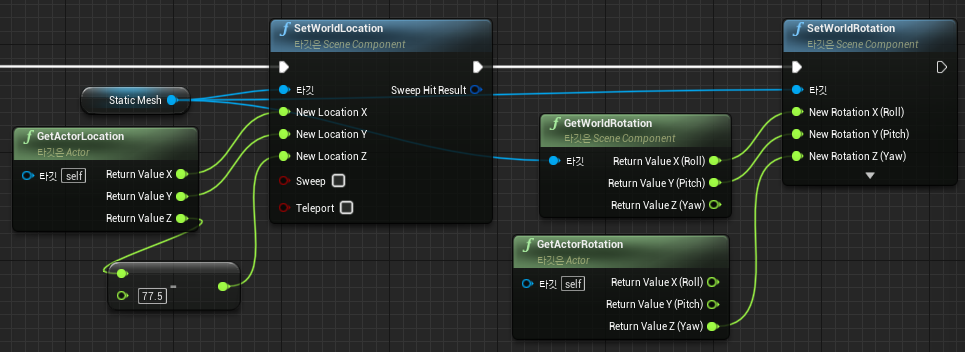 SetWorldLocation
타깃은 Scene Component
타깃
Sweep Hit Result
New Location X
New Location Y
New Location Z
Sweep
Teleport
Static Mesh
GetActorLocation
타깃은 Actor
타깃 self
Return Value X
Return Value Y
Return Value Z
77.5
-
GetWorldRotation
타깃은 Scene Component
타깃
Return Value X (Roll)
Return Value Y (Pitch)
Return Value Z (Yaw)
GetActorRotation
타깃은 Actor
타깃 self
Return Value X (Roll)
Return Value Y (Pitch)
Return Value Z (Yaw)
SetWorldRotation
타깃은 Scene Component
타깃
New Rotation X (Roll)
New Rotation Y (Pitch)
New Rotation Z (Yaw)